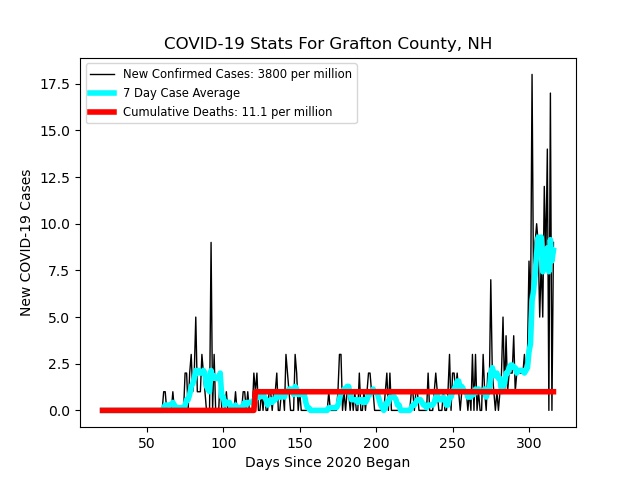 COVID-19 Stats For Grafton County, NH
New Confirmed Cases: 3800 per million
7 Day Case Average
Cumulative Deaths: 11.1 per million
New COVID-19 Cases
17.5
15.0
12.5
10.0
7.5
5.0
2.5
0.0
50 100 150 200 250 300
Days Since 2020 Began